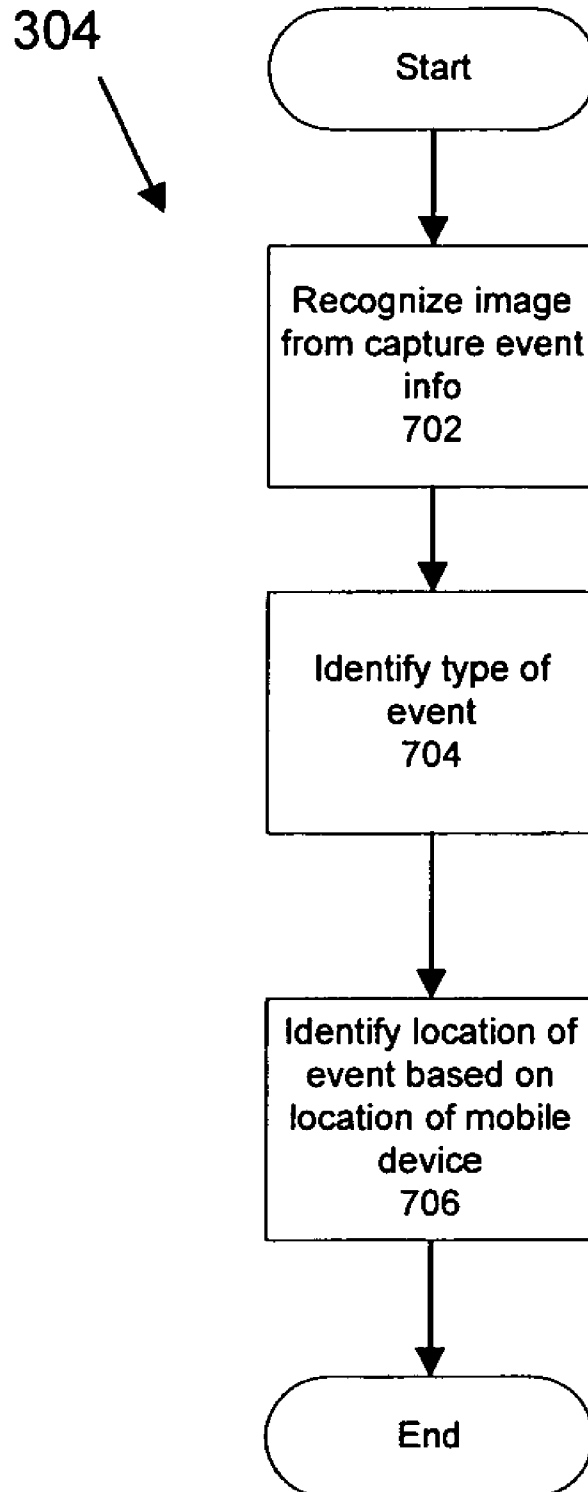 304
Start
Recognize image
from capture event
info
702
Identify type of
event
704
Identify location of
event based on
location of mobile
device
706
End